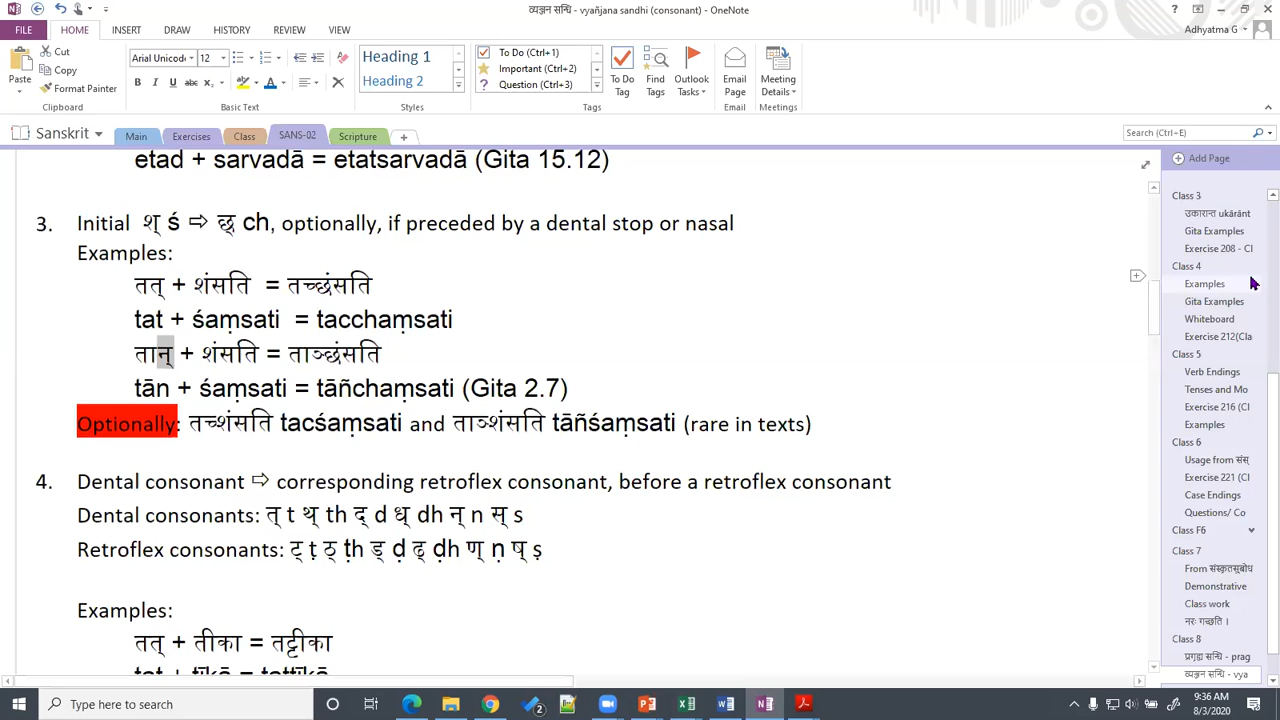 व्यञ्जन सन्धि - vyañjana sandhi (consonant) - OneNote
FILE HOME INSERT DRAW HISTORY REVIEW VIEW
Adhyatma G
Paste
Cut
Copy
Format Painter
Clipboard
Arial Unicode 12
B I U abc
Basic Text
Heading 1
Heading 2
Styles
To Do (Ctrl+1)
Important (Ctrl+2)
Question (Ctrl+3)
To Do Tag
Find Tags
Outlook Tasks
Tags
Email Page
Email
Meeting Details
Meetings
Sanskrit Main Exercises Class SANS-02 Scripture
Search (Ctrl+E)
etad + sarvadā = etatsarvadā (Gita 15.12)
3. Initial श् ś ⇨ छ् ch, optionally, if preceded by a dental stop or nasal
Examples:
तत् + शंसति = तच्छंसति
tat + śaṃsati = tacchaṃsati
तान् + शंसति = ताञ्छंसति
tān + śaṃsati = tāñchaṃsati (Gita 2.7)
Optionally: तच्शंसति tacśaṃsati and ताञ्शंसति tāñśaṃsati (rare in texts)
4. Dental consonant ⇨ corresponding retroflex consonant, before a retroflex consonant
Dental consonants: त् t थ् th द् d ध् dh न् n स् s
Retroflex consonants: ट् ṭ ठ् ṭh ड् ḍ ढ् ḍh ण् ṇ ष् ṣ
Examples:
तत् + टीका = तट्टीका
Add Page
Class 3
उकारान्त ukārānt
Gita Examples
Exercise 208 - Cl
Class 4
Examples
Gita Examples
Whiteboard
Exercise 212(Cla
Class 5
Verb Endings
Tenses and Mo
Exercise 216 (Cl
Examples
Class 6
Usage from संस्
Exercise 221 (Cl
Case Endings
Questions/ Co
Class F6
Class 7
From संस्कृतसुबोध
Demonstrative
Class work
नरः गच्छति ।
Class 8
प्रगृह्य सन्धि - prag
व्यञ्जन सन्धि - vya
Type here to search
9:36 AM
8/3/2020